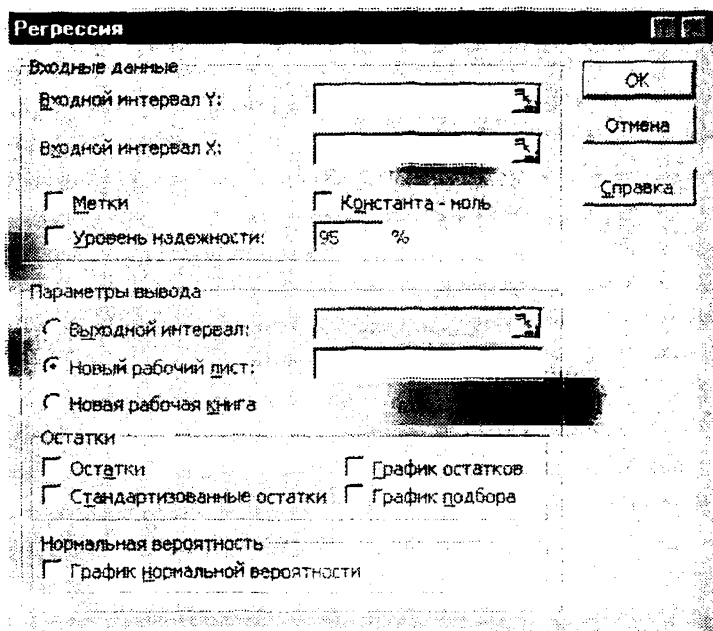 Регрессия
Входные данные
Входной интервал Y:
Входной интервал X:
Метки
Константа - ноль
Уровень надежности:
95 %
Параметры вывода
Выходной интервал:
Новый рабочий лист:
Новая рабочая книга
Остатки
Остатки
График остатков
Стандартизованные остатки
График подбора
Нормальная вероятность
График нормальной вероятности
ОК
Отмена
Справка